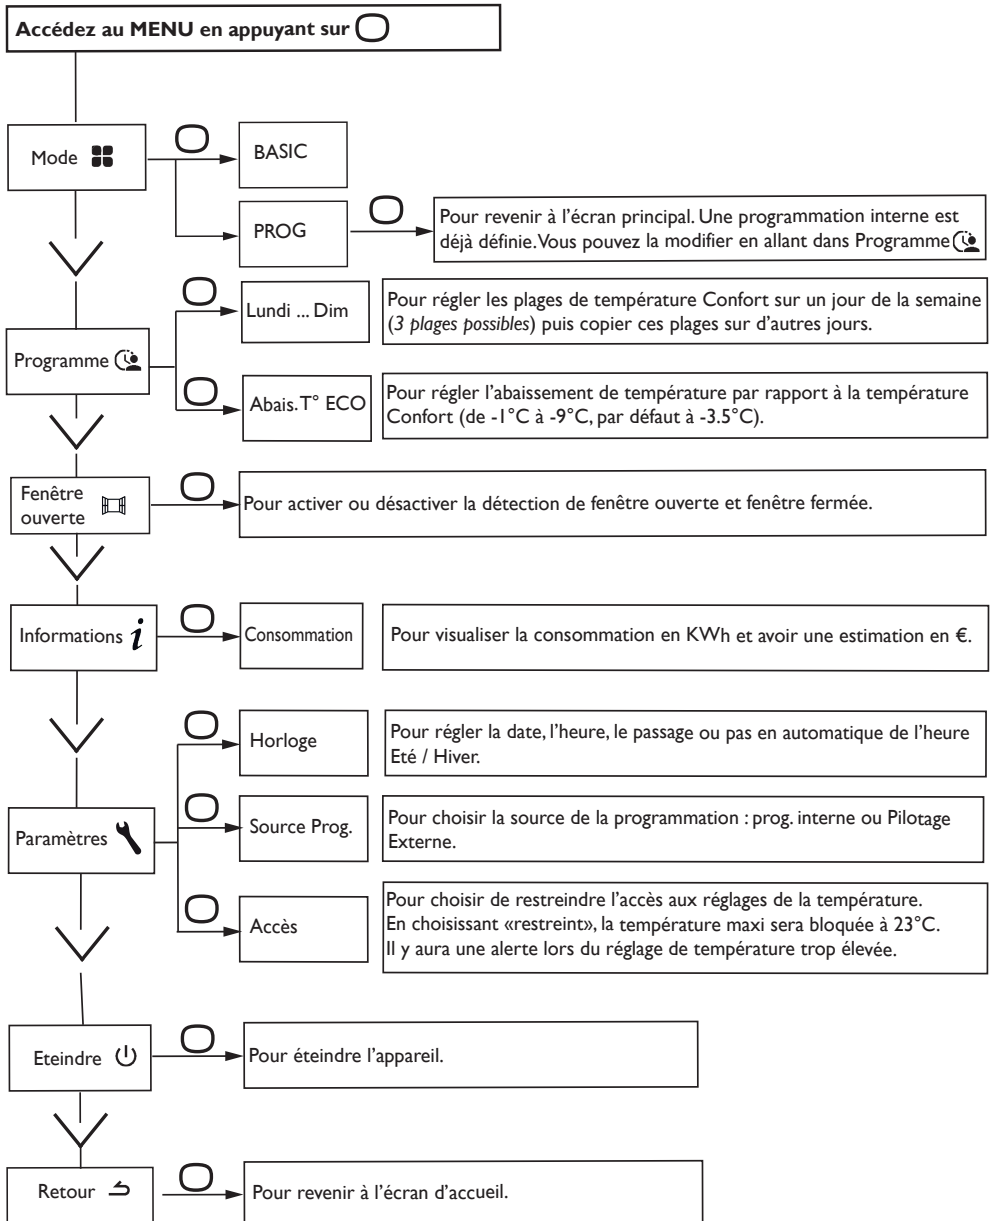 Accédez au MENU en appuyant sur
Mode
BASIC
PROG
Pour revenir à l'écran principal. Une programmation interne est
déjà définie. Vous pouvez la modifier en allant dans Programme
Programme
Lundi ... Dim
Pour régler les plages de température Confort sur un jour de la semaine
(3 plages possibles) puis copier ces plages sur d'autres jours.
Abais. T° ECO
Pour régler l'abaissement de température par rapport à la température
Confort (de -1°C à -9°C, par défaut à -3.5°C).
Fenêtre
ouverte
Pour activer ou désactiver la détection de fenêtre ouverte et fenêtre fermée.
Informations i
Consommation
Pour visualiser la consommation en KWh et avoir une estimation en €.
Paramètres
Horloge
Pour régler la date, l'heure, le passage ou pas en automatique de l'heure
Eté / Hiver.
Source Prog.
Pour choisir la source de la programmation : prog. interne ou Pilotage
Externe.
Accès
Pour choisir de restreindre l'accès aux réglages de la température.
En choisissant «restreint», la température maxi sera bloquée à 23°C.
Il y aura une alerte lors du réglage de température trop élevée.
Eteindre
Pour éteindre l'appareil.
Retour
Pour revenir à l'écran d'accueil.